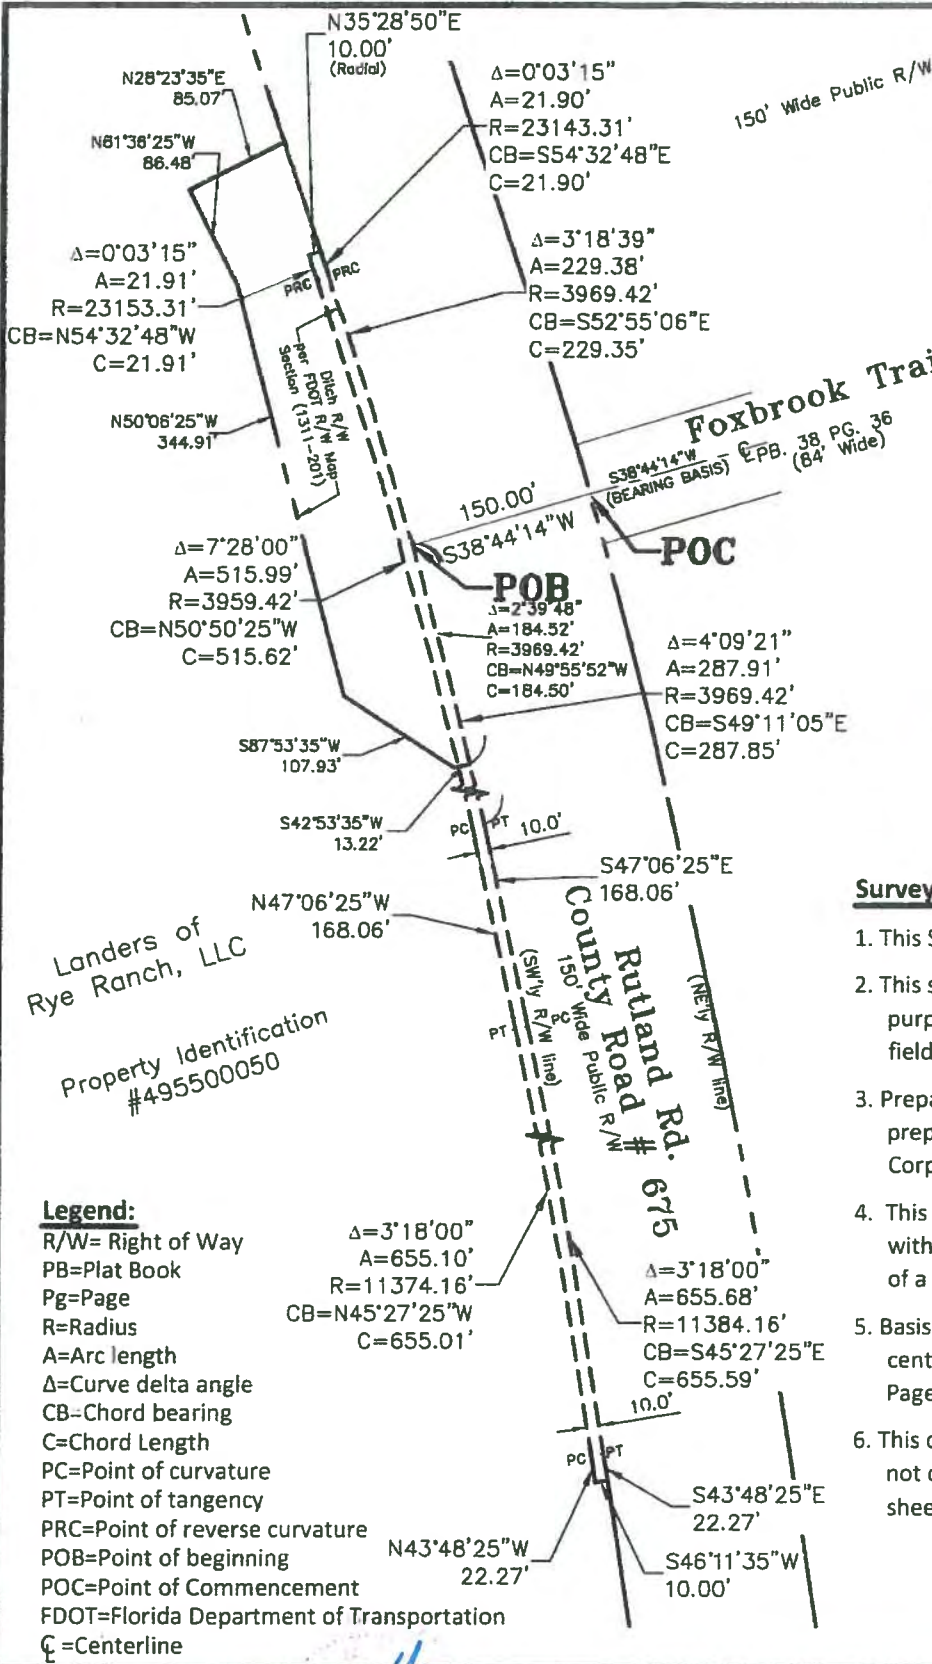 N35°28'50"E
10.00'
(Radial)
N28°23'35"E
85.07'
N61°36'25"W
86.48'
Δ=0°03'15"
A=21.90'
R=23143.31'
CB=S54°32'48"E
C=21.90'
150' Wide Public R/W
Δ=0°03'15"
A=21.91'
R=23153.31'
CB=N54°32'48"W
C=21.91'
PRC
PRC
Δ=3°18'39"
A=229.38'
R=3969.42'
CB=S52°55'06"E
C=229.35'
Ditch R/W
per FDOT R/W Map
Section (1311-201)
N50°06'25"W
344.91'
Foxbrook Trai
S38°44'14"W
(BEARING BASIS)
℄ PB. 38 PG. 36
(84' Wide)
150.00'
S38°44'14"W
POC
POB
Δ=7°28'00"
A=515.99'
R=3959.42'
CB=N50°50'25"W
C=515.62'
Δ=2°39'48"
A=184.52'
R=3969.42'
CB=N49°55'52"W
C=184.50'
Δ=4°09'21"
A=287.91'
R=3969.42'
CB=S49°11'05"E
C=287.85'
S87°53'35"W
107.93'
S42°53'35"W
13.22'
PC
PT
10.0'
S47°06'25"E
168.06'
N47°06'25"W
168.06'
Landers of
Rye Ranch, LLC
Property Identification
#495500050
PT
PC
(SW'ly R/W line)
Rutland Rd.
County Road # 675
150' Wide Public R/W
(NE'ly R/W line)
Survey
1. This S
2. This s
purp
field
3. Prepa
prep
Corp
4. This
with
of a
5. Basis
cent
Page
6. This d
not c
shee
Legend:
R/W= Right of Way
PB=Plat Book
Pg=Page
R=Radius
A=Arc length
Δ=Curve delta angle
CB=Chord bearing
C=Chord Length
PC=Point of curvature
PT=Point of tangency
PRC=Point of reverse curvature
POB=Point of beginning
POC=Point of Commencement
FDOT=Florida Department of Transportation
℄ =Centerline
Δ=3°18'00"
A=655.10'
R=11374.16'
CB=N45°27'25"W
C=655.01'
Δ=3°18'00"
A=655.68'
R=11384.16'
CB=S45°27'25"E
C=655.59'
10.0'
PC
PT
S43°48'25"E
22.27'
N43°48'25"W
22.27'
S46°11'35"W
10.00'